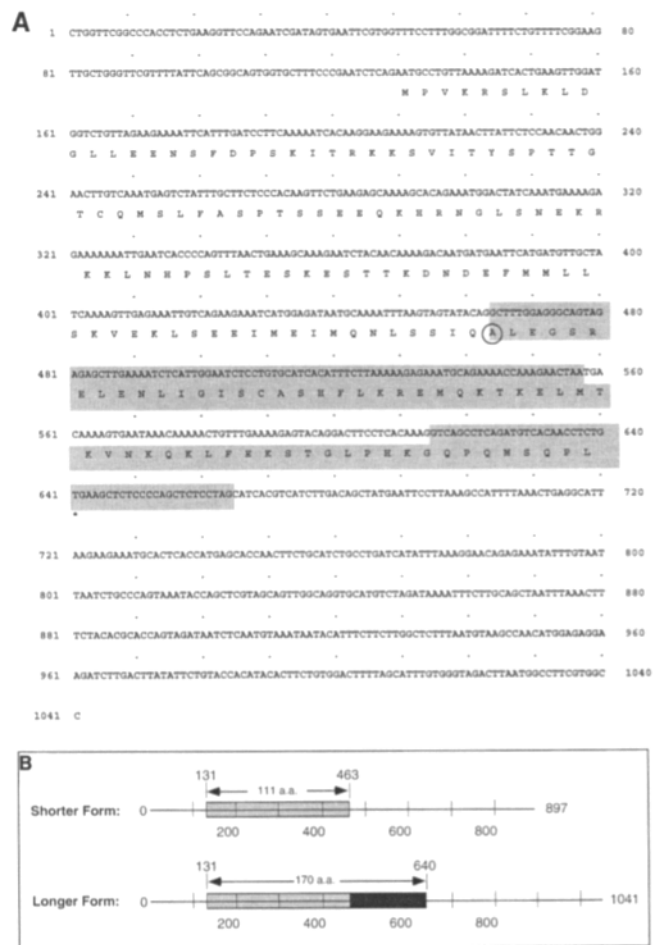 A
1 CTGGTTCGGCCCACCTCTGAAGGTTCCAGAATCGATAGTGAATTCGTGGTTTCCTTTGGCGGATTTTCTGTTTTCGGAAG 80
81 TTGCTGGGTTCGTTTTATTCAGCGGCAGTGGTGCTTTCCCGAATCTCAGAATGCCTGTTAAAAGATCACTGAAGTTGGAT 160
M P V K R S L K L D
161 GGTCTGTTAGAAGAAAATTCATTTGATCCTTCAAAAATCACAAGGAAGAAAAGTGTTATAACTTATTCTCCAACAACTGG 240
G L L E E N S F D P S K I T R K K S V I T Y S P T T G
241 AACTTGTCAAATGAGTCTATTTGCTTCTCCCACAAGTTCTGAAGAGCAAAAGCACAGAAATGGACTATCAAATGAAAAGA 320
T C Q M S L F A S P T S S E E Q K H R N G L S N E K R
321 GAAAAAAATTGAATCACCCCAGTTTAACTGAAAGCAAAGAATCTACAACAAAAGACAATGATGAATTCATGATGTTGCTA 400
K K L N H P S L T E S K E S T T K D N D E F M M L L
401 TCAAAAGTTGAGAAATTGTCAGAAGAAATCATGGAGATAATGCAAAATTTAAGTAGTATACAGGCTTTGGAGGGCAGTAG 480
S K V E K L S E E I M E I M Q N L S S I Q A L E G S R
481 AGAGCTTGAAAATCTCATTGGAATCTCCTGTGCATCACATTTCTTAAAAAGAGAAATGCAGAAAACCAAAGAACTAATGA 560
E L E N L I G I S C A S E F L K R E M Q K T K E L M T
561 CAAAAGTGAATAAACAAAAACTGTTTGAAAAGAGTACAGGACTTCCTCACAAAGGTCAGCCTCAGATGTCACAACCTCTG 640
K V N K Q K L F E K S T G L P H K G Q P Q M S Q P L
641 TGAAGCTCTCCCCAGCTCTCCTAGCATCACGTCATCTTGACAGCTATGAATTCCTTAAAGCCATTTTAAACTGAGGCATT 720
*
721 AAGAAGAAATGCACTCACCATGAGCACCAACTTCTGCATCTGCCTGATCATATTTAAAGGAACAGAGAAATATTTGTAAT 800
801 TAATCTGCCCAGTAAATACCAGCTCGTAGCAGTTGGCAGGTGCATGTCTAGATAAAATTTCTTGCAGCTAATTTAAACTT 880
881 TCTACACGCACCAGTAGATAATCTCAATGTAAATAATACATTTCTTCTTGGCTCTTTAATGTAAGCCAACATGGAGAGGA 960
961 AGATCTTGACTTATATTCTGTACCACATACACTTCTGTGGACTTTTAGCATTTGTGGGTAGACTTAATGGCCTTCGTGGC 1040
1041 C
B
131 463
111 a.a.
Shorter Form: 0 897
200 400 600 800
131 640
170 a.a.
Longer Form: 0 1041
200 400 600 800